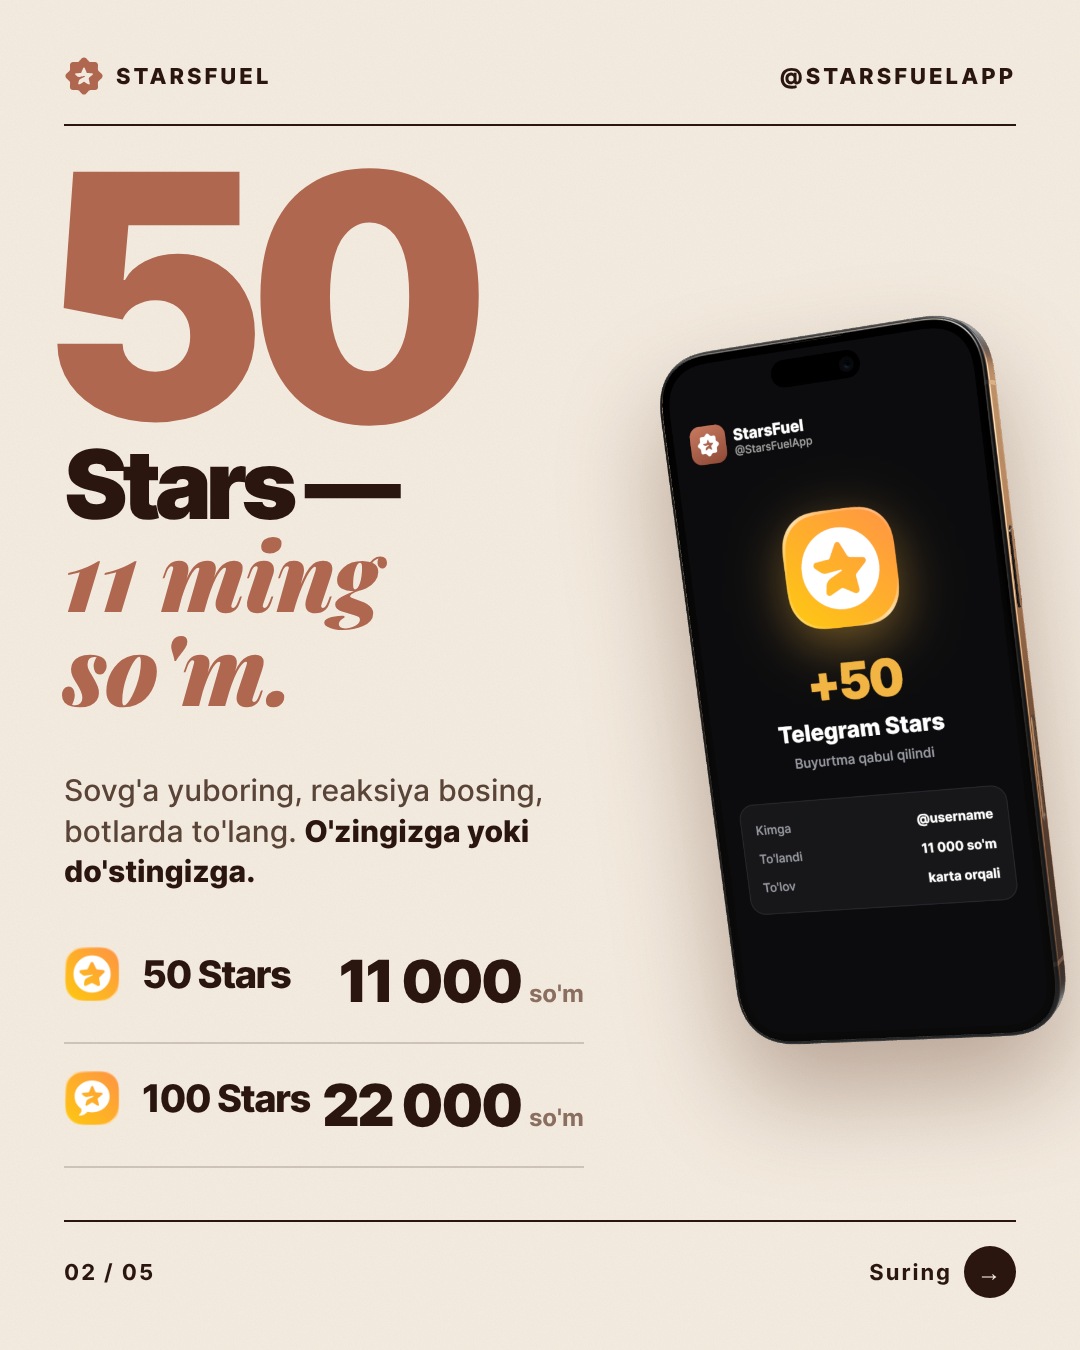 STARSFUEL
@STARSFUELAPP
50
Stars—
11 ming
so'm.
Sovg'a yuboring, reaksiya bosing,
botlarda to'lang. O'zingizga yoki
do'stingizga.
50 Stars 11 000 so'm
100 Stars 22 000 so'm
StarsFuel
@StarsFuelApp
+50
Telegram Stars
Buyurtma qabul qilindi
Kimga @username
To'landi 11 000 so'm
To'lov karta orqali
02 / 05
Suring →